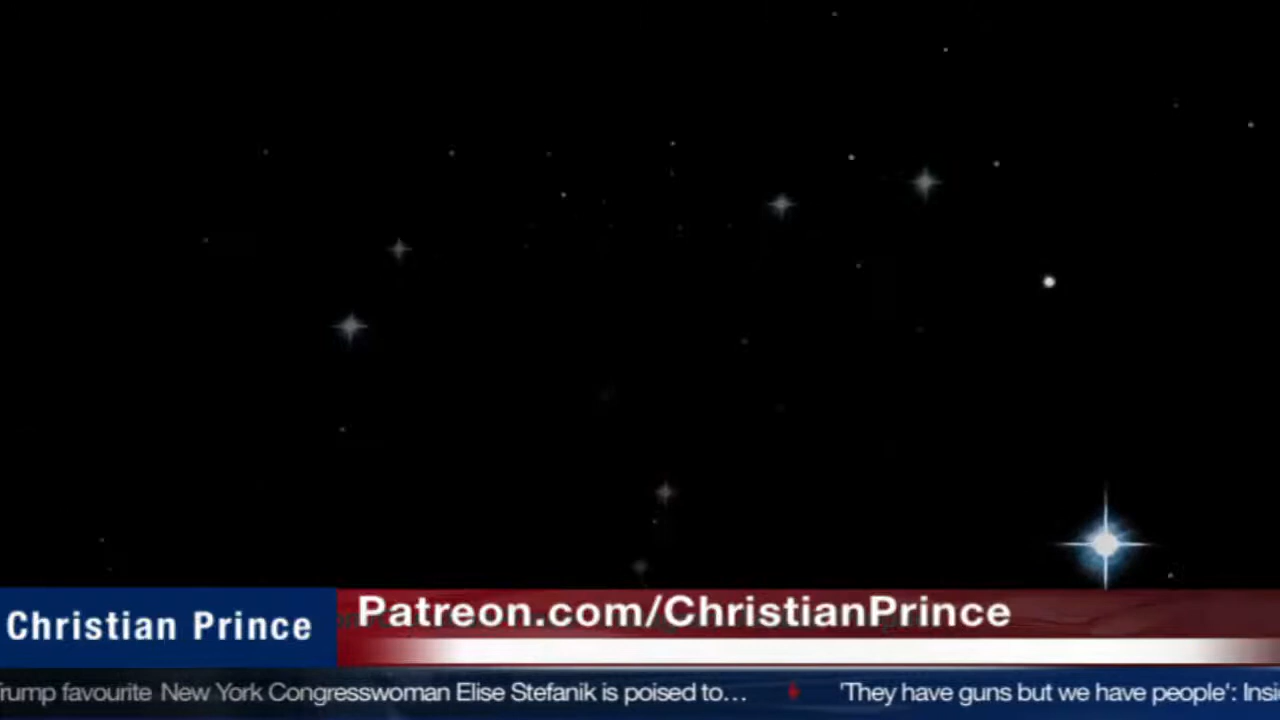 Patreon.com/ChristianPrince
Christian Prince
Trump favourite New York Congresswoman Elise Stefanik is poised to… 'They have guns but we have people':